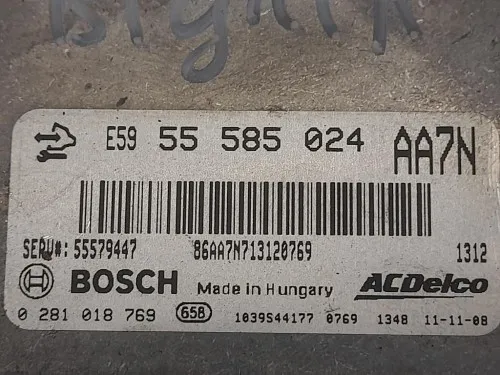 E59 55 585 024 AA7N
SERV#: 55579447 86AA7N713120769 1312
BOSCH Made in Hungary ACDelco
0 281 018 769 658 1039S44177 0769 1348 11-11-08